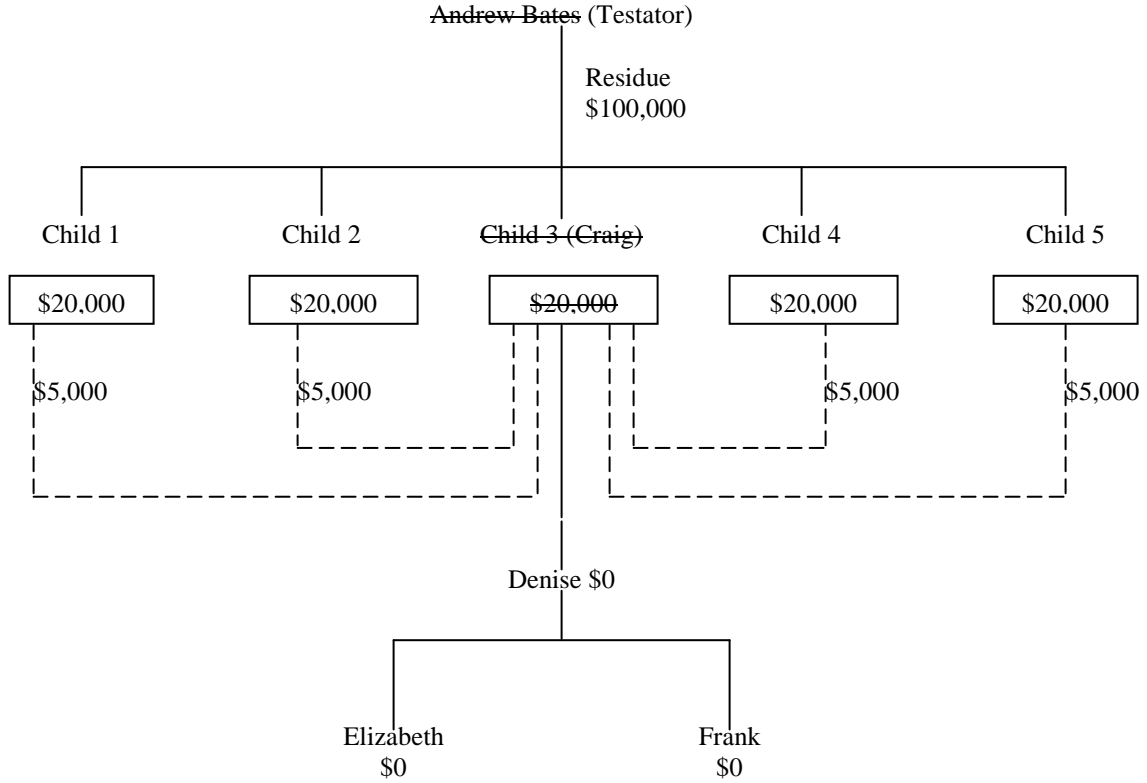 Andrew Bates (Testator)
Residue
$100,000
Child 1
Child 2
Child 3 (Craig)
Child 4
Child 5
$20,000
$20,000
$20,000
$20,000
$20,000
$5,000
$5,000
$5,000
$5,000
Denise $0
Elizabeth
$0
Frank
$0